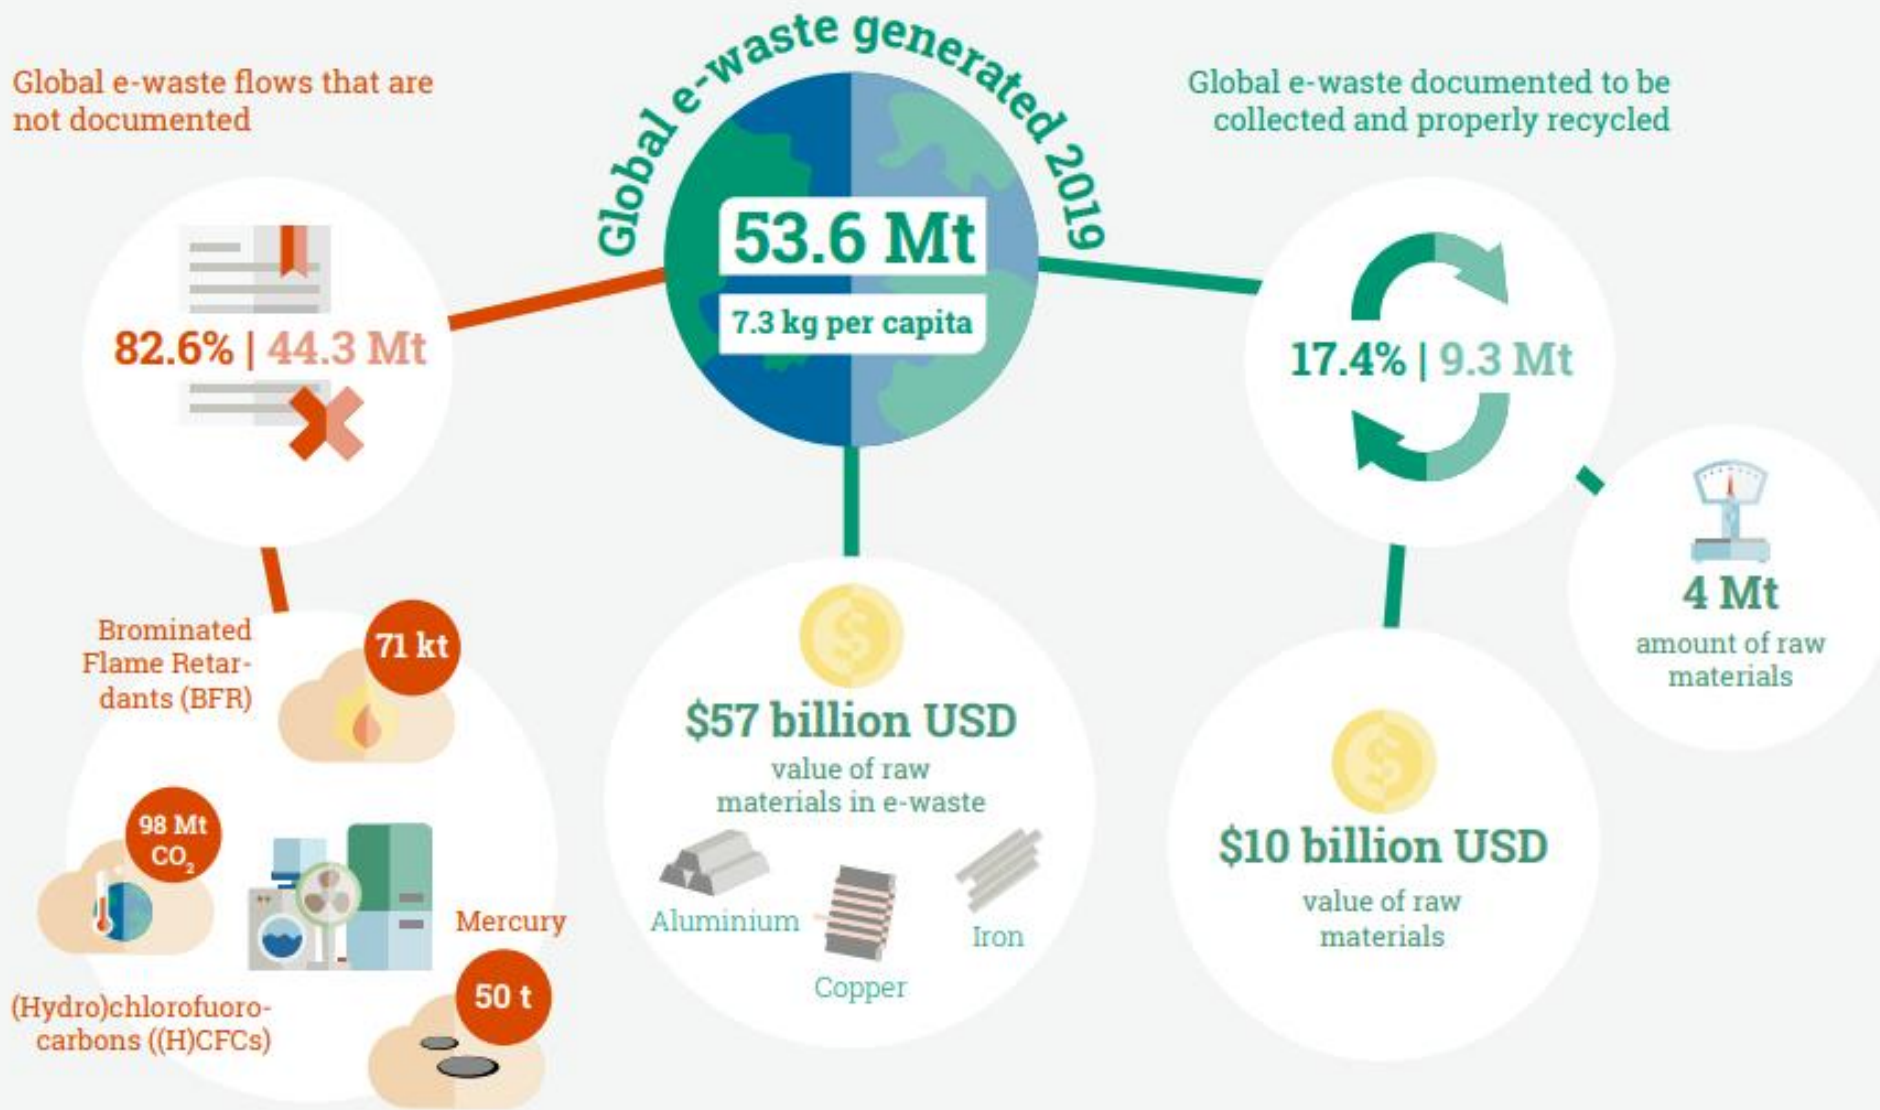 Global e-waste generated 2019
53.6 Mt
7.3 kg per capita
Global e-waste flows that are
not documented
82.6% | 44.3 Mt
Brominated
Flame Retar-
dants (BFR)
71 kt
98 Mt
CO₂
(Hydro)chlorofuoro-
carbons ((H)CFCs)
Mercury
50 t
$57 billion USD
value of raw
materials in e-waste
Aluminium
Copper
Iron
Global e-waste documented to be
collected and properly recycled
17.4% | 9.3 Mt
4 Mt
amount of raw
materials
$10 billion USD
value of raw
materials